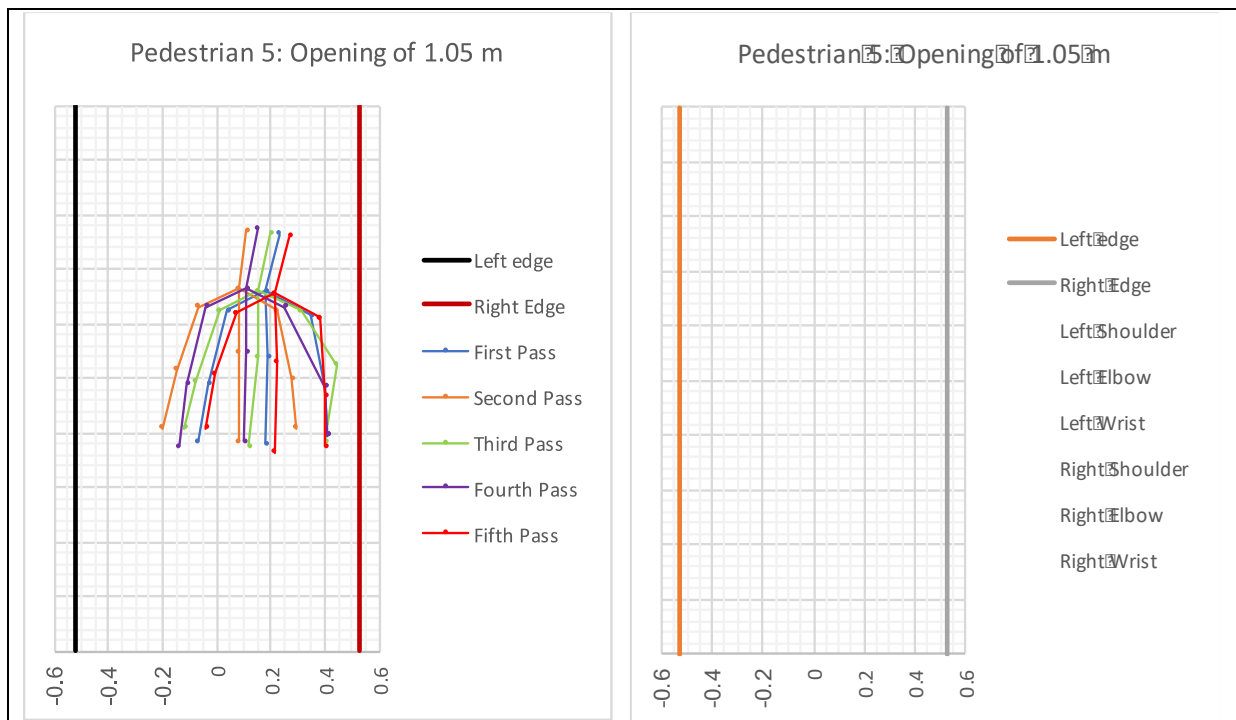 Pedestrian 5: Opening of 1.05 m
Left edge
Right Edge
First Pass
Second Pass
Third Pass
Fourth Pass
Fifth Pass
-0.6
-0.4
-0.2
0
0.2
0.4
0.6
Pedestrian⍰5:⍰Opening⍰of⍰1.05⍰m
Left⍰edge
Right⍰Edge
Left⍰Shoulder
Left⍰Elbow
Left⍰Wrist
Right⍰Shoulder
Right⍰Elbow
Right⍰Wrist
-0.6
-0.4
-0.2
0
0.2
0.4
0.6